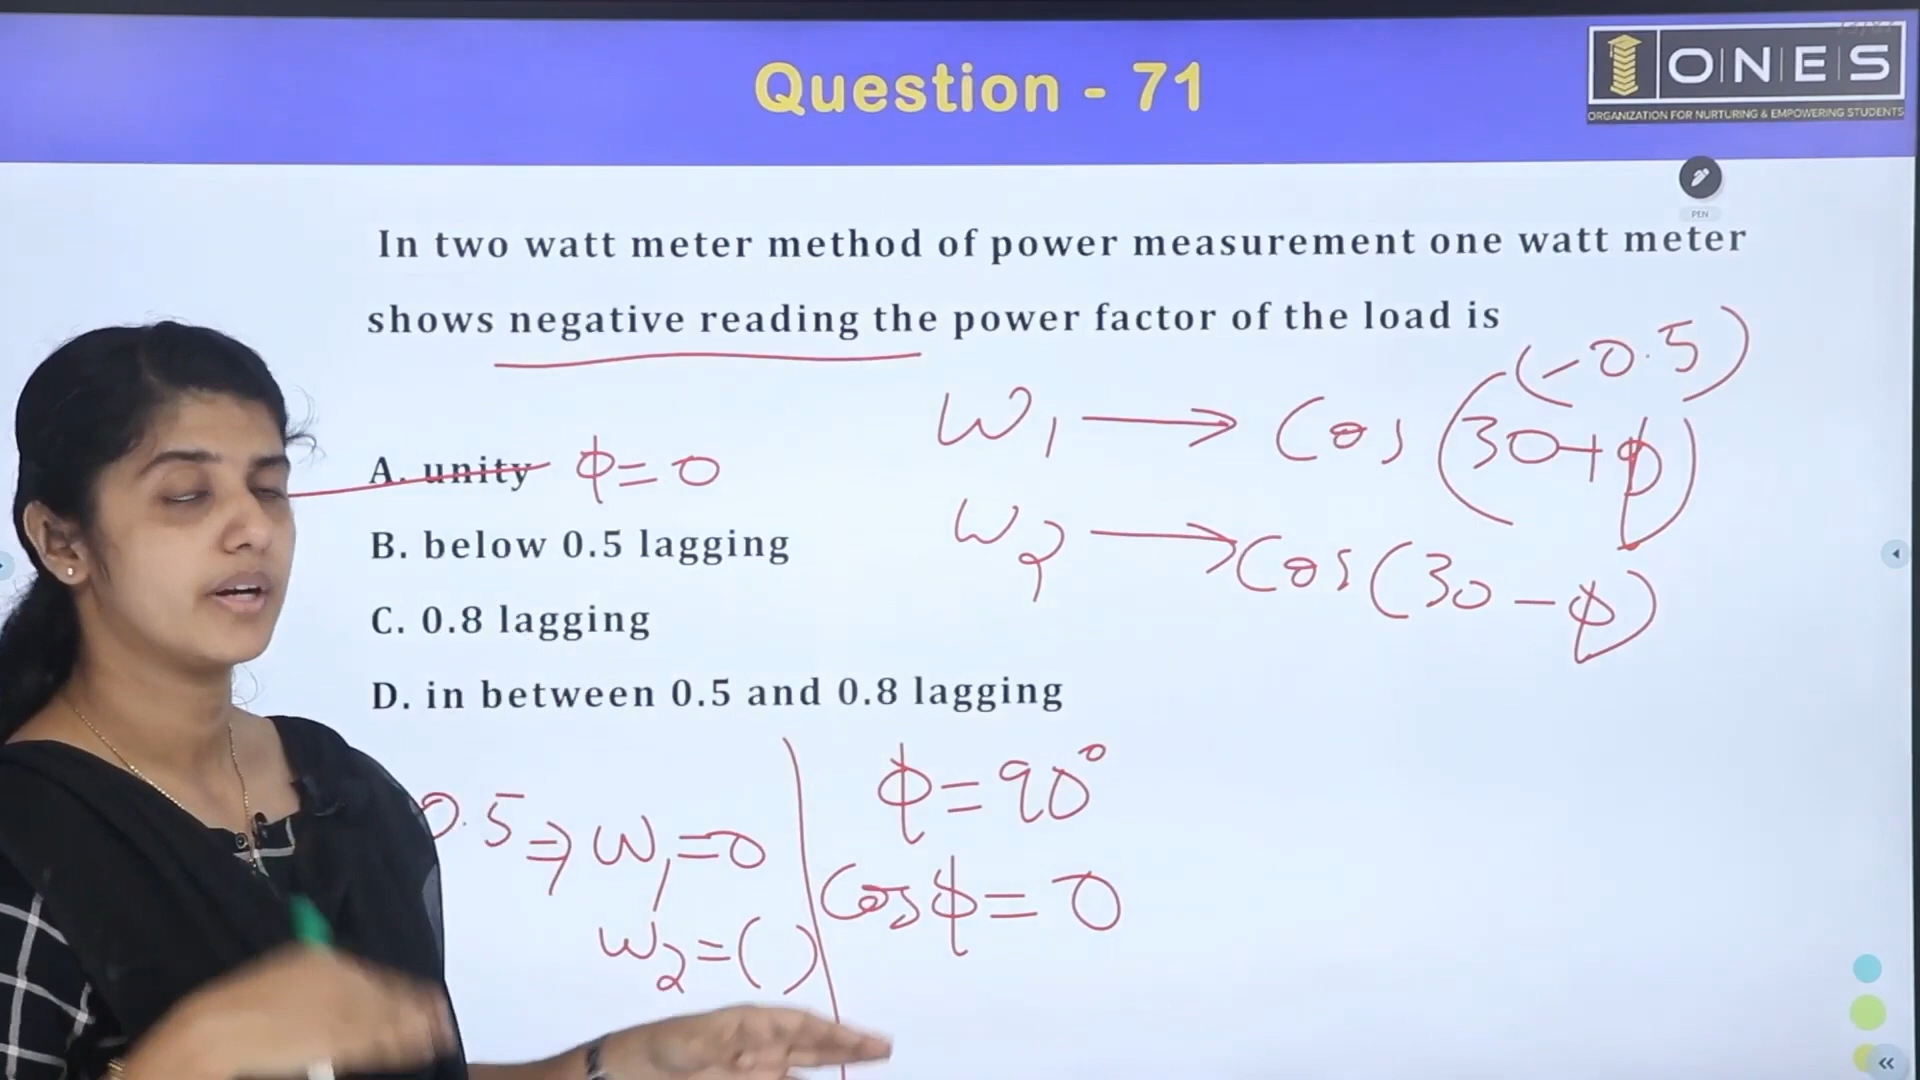 Question - 71
ONES
ORGANIZATION FOR NURTURING & EMPOWERING STUDENTS
PEN
In two watt meter method of power measurement one watt meter
shows negative reading the power factor of the load is
(-0.5)
W1 → Cos (30+ϕ)
A. unity ϕ=0
W2 → Cos(30-ϕ)
B. below 0.5 lagging
C. 0.8 lagging
D. in between 0.5 and 0.8 lagging
0.5 ⇒ W1=0
W2=( )
ϕ=90°
Cosϕ=0
«